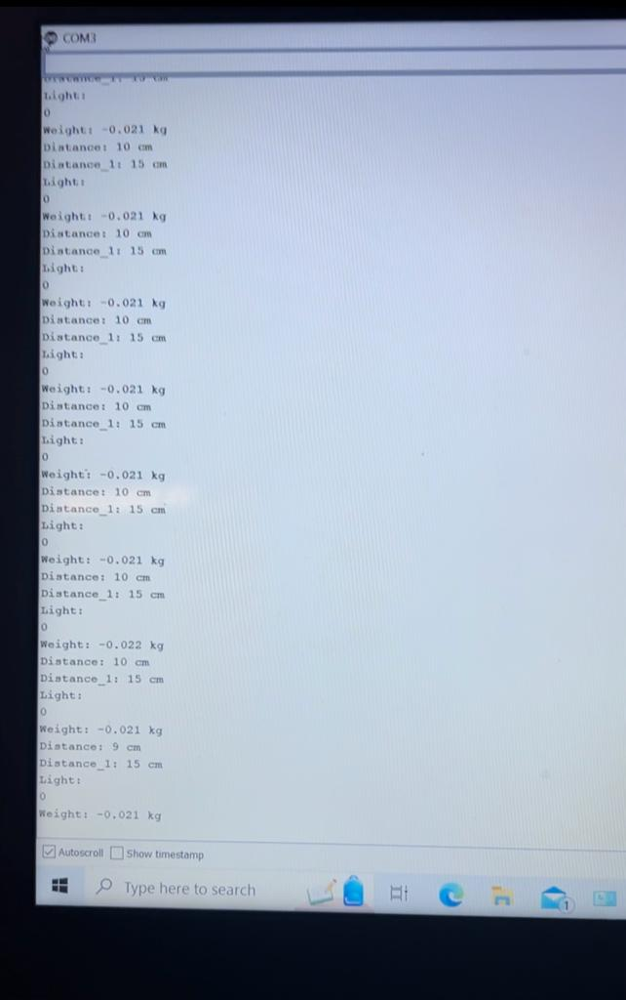 COM3
Distance_1: 15 cm
Light:
0
Weight: -0.021 kg
Distance: 10 cm
Distance_1: 15 cm
Light:
0
Weight: -0.021 kg
Distance: 10 cm
Distance_1: 15 cm
Light:
0
Weight: -0.021 kg
Distance: 10 cm
Distance_1: 15 cm
Light:
0
Weight: -0.021 kg
Distance: 10 cm
Distance_1: 15 cm
Light:
0
Weight: -0.021 kg
Distance: 10 cm
Distance_1: 15 cm
Light:
0
Weight: -0.021 kg
Distance: 10 cm
Distance_1: 15 cm
Light:
0
Weight: -0.022 kg
Distance: 10 cm
Distance_1: 15 cm
Light:
0
Weight: -0.021 kg
Distance: 9 cm
Distance_1: 15 cm
Light:
0
Weight: -0.021 kg
Autoscroll Show timestamp
Type here to search
1